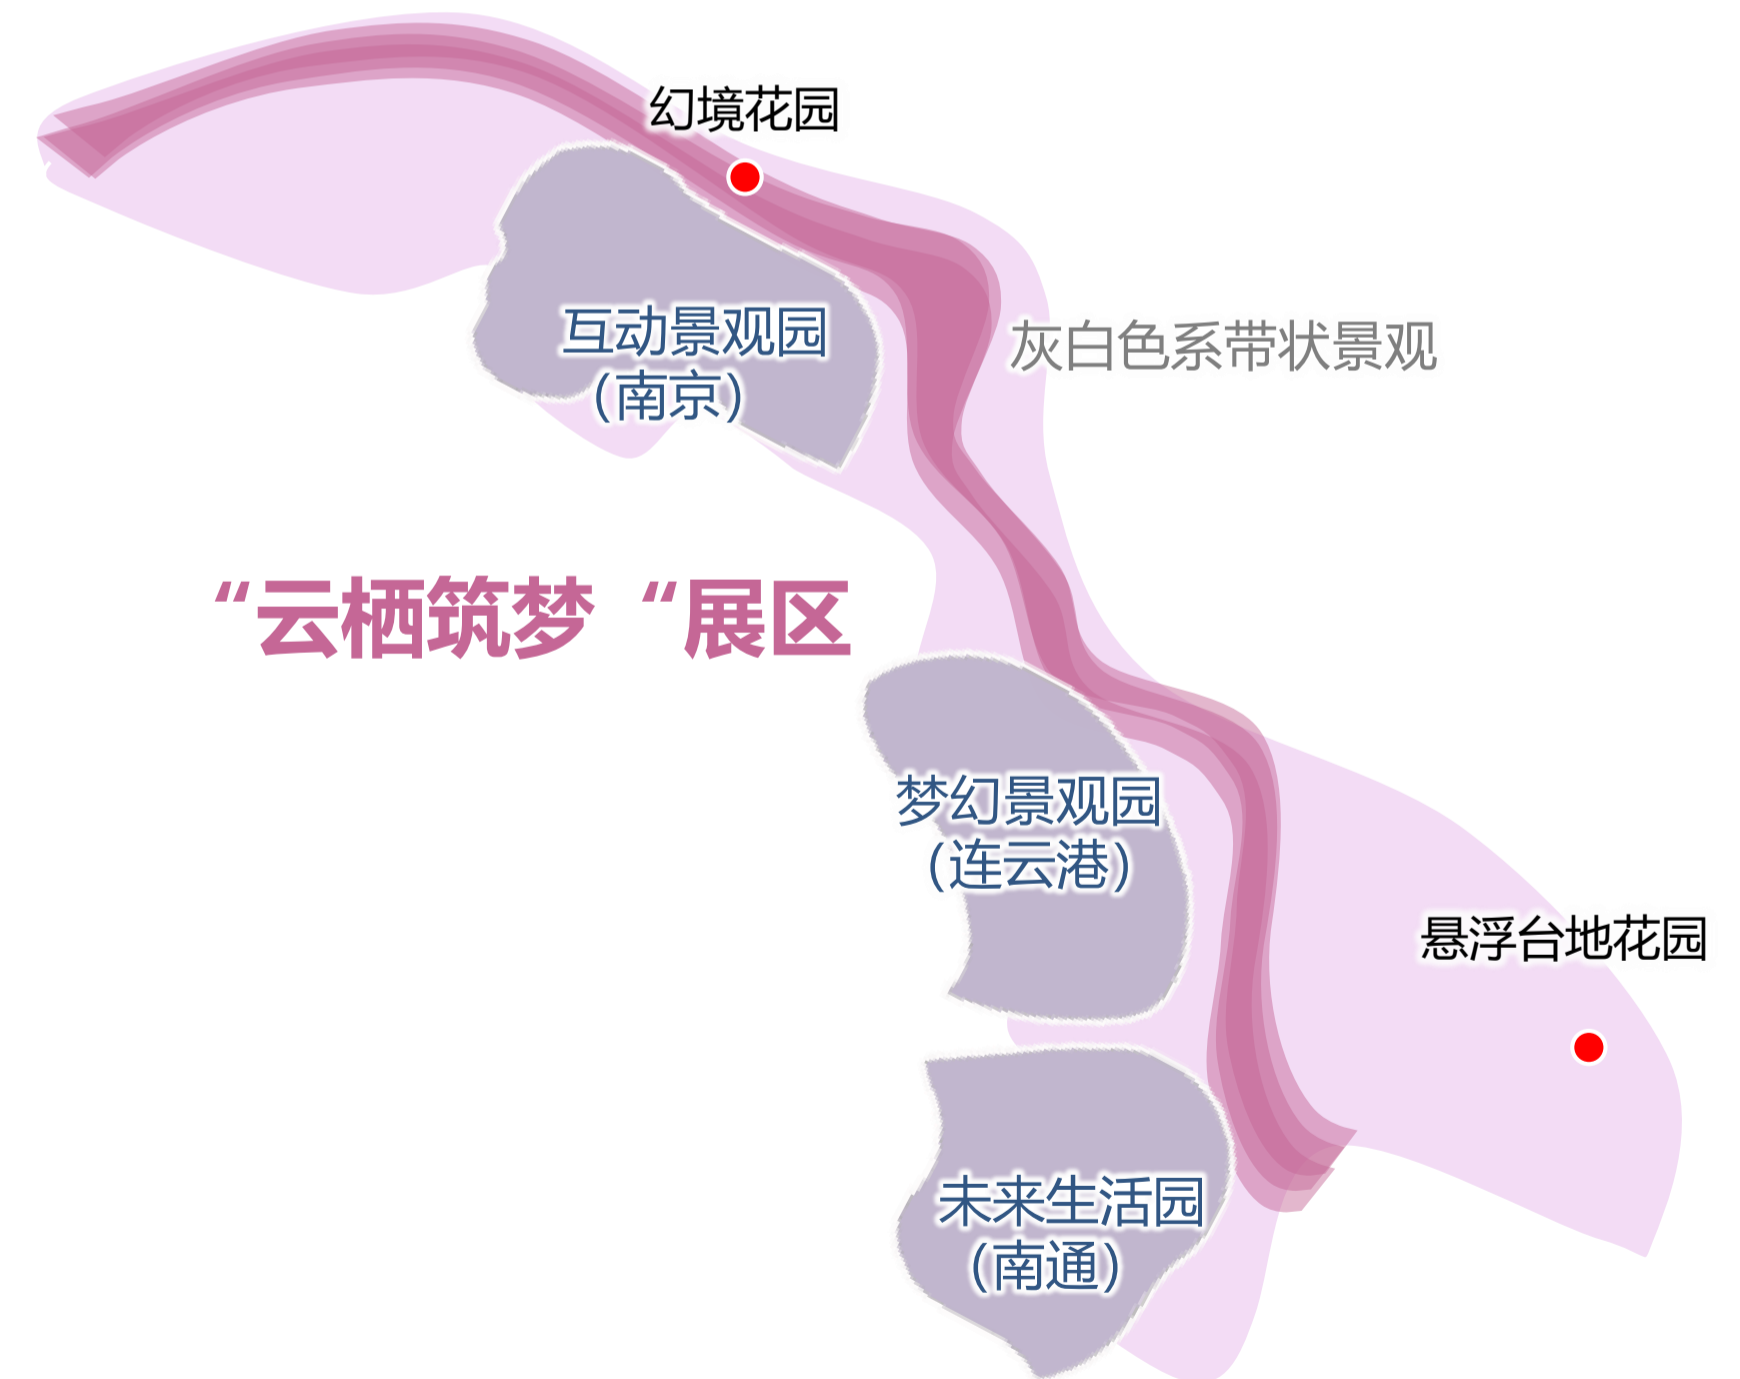 幻境花园
互动景观园
（南京）
灰白色系带状景观
“云栖筑梦“展区
梦幻景观园
（连云港）
悬浮台地花园
未来生活园
（南通）